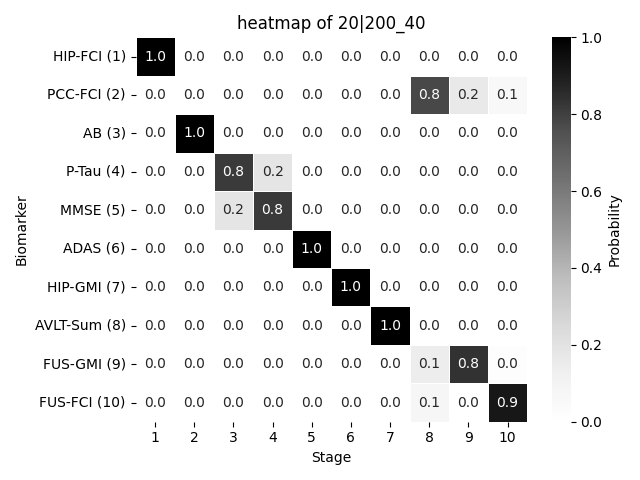 heatmap of 20|200_40
HIP-FCI (1) 1.0 0.0 0.0 0.0 0.0 0.0 0.0 0.0 0.0 0.0
PCC-FCI (2) 0.0 0.0 0.0 0.0 0.0 0.0 0.0 0.8 0.2 0.1
AB (3) 0.0 1.0 0.0 0.0 0.0 0.0 0.0 0.0 0.0 0.0
P-Tau (4) 0.0 0.0 0.8 0.2 0.0 0.0 0.0 0.0 0.0 0.0
MMSE (5) 0.0 0.0 0.2 0.8 0.0 0.0 0.0 0.0 0.0 0.0
ADAS (6) 0.0 0.0 0.0 0.0 1.0 0.0 0.0 0.0 0.0 0.0
HIP-GMI (7) 0.0 0.0 0.0 0.0 0.0 1.0 0.0 0.0 0.0 0.0
AVLT-Sum (8) 0.0 0.0 0.0 0.0 0.0 0.0 1.0 0.0 0.0 0.0
FUS-GMI (9) 0.0 0.0 0.0 0.0 0.0 0.0 0.0 0.1 0.8 0.0
FUS-FCI (10) 0.0 0.0 0.0 0.0 0.0 0.0 0.0 0.1 0.0 0.9
1 2 3 4 5 6 7 8 9 10
Stage
Biomarker
1.0
0.8
0.6
0.4
0.2
0.0
Probability